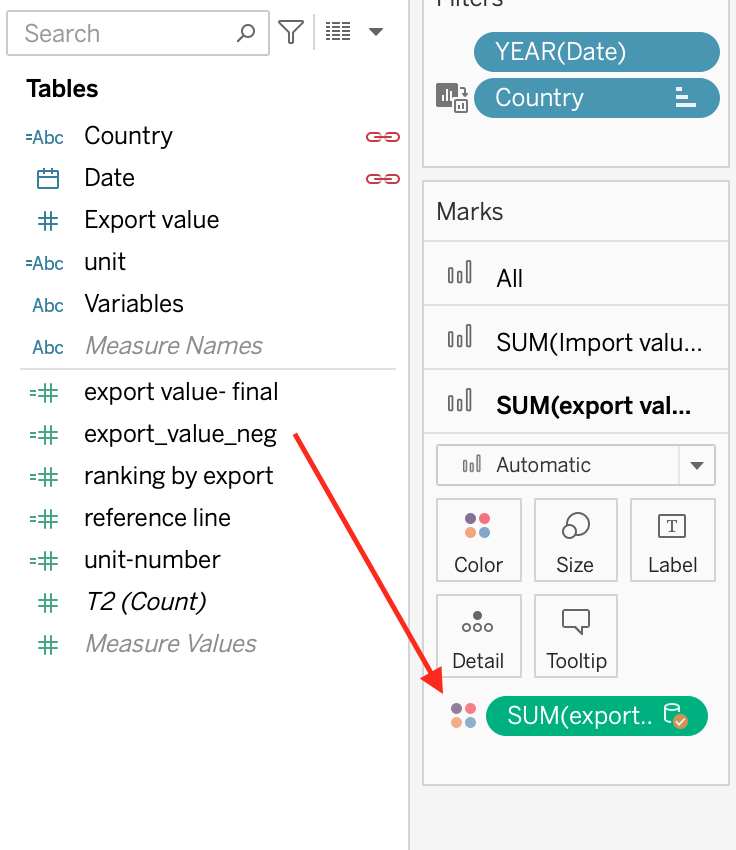 Search
Tables
=Abc Country
Date
# Export value
=Abc unit
Abc Variables
Abc Measure Names
=# export value- final
=# export_value_neg
=# ranking by export
=# reference line
=# unit-number
# T2 (Count)
# Measure Values
Filters
YEAR(Date)
Country
Marks
All
SUM(Import valu...
SUM(export val...
Automatic
Color
Size
T
Label
Detail
Tooltip
SUM(export..